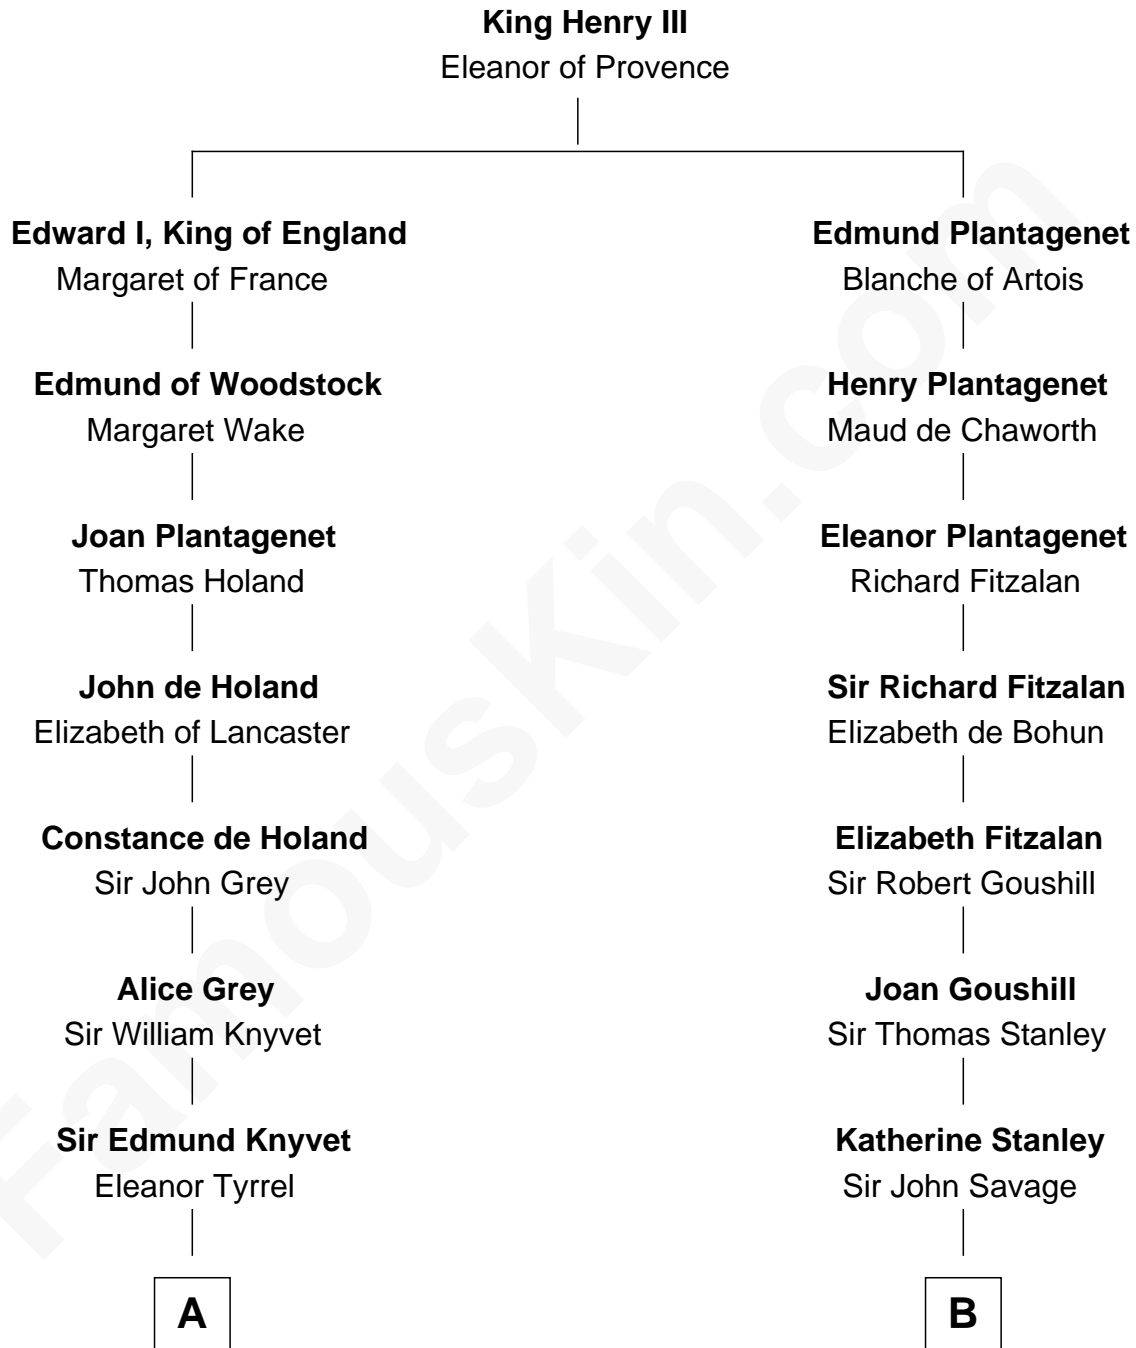 King Henry III
Eleanor of Provence
Edward I, King of England
Margaret of France
Edmund Plantagenet
Blanche of Artois
Edmund of Woodstock
Margaret Wake
Henry Plantagenet
Maud de Chaworth
Joan Plantagenet
Thomas Holand
Eleanor Plantagenet
Richard Fitzalan
John de Holand
Elizabeth of Lancaster
Sir Richard Fitzalan
Elizabeth de Bohun
Constance de Holand
Sir John Grey
Elizabeth Fitzalan
Sir Robert Goushill
Alice Grey
Sir William Knyvet
Joan Goushill
Sir Thomas Stanley
Sir Edmund Knyvet
Eleanor Tyrrel
Katherine Stanley
Sir John Savage
A
B
FamousKin.com